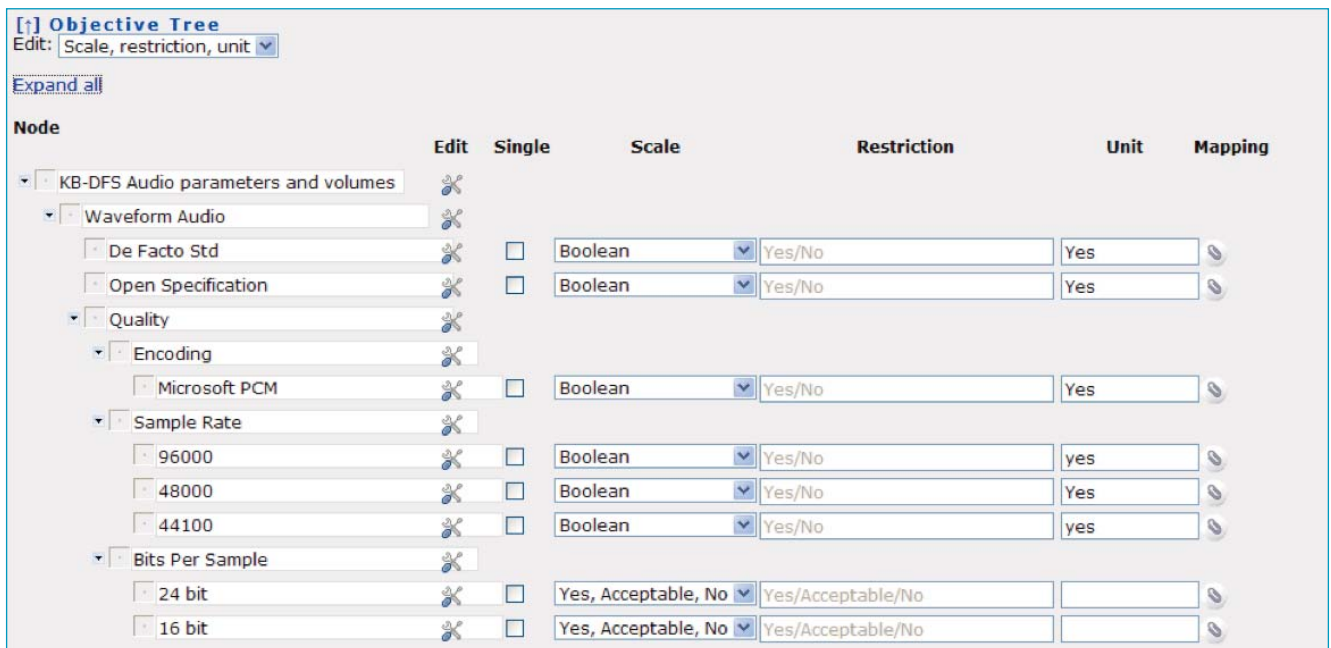 [↑] Objective Tree
Edit: Scale, restriction, unit
Expand all
Node
Edit Single Scale Restriction Unit Mapping
KB-DFS Audio parameters and volumes
Waveform Audio
De Facto Std Boolean Yes/No Yes
Open Specification Boolean Yes/No Yes
Quality
Encoding
Microsoft PCM Boolean Yes/No Yes
Sample Rate
96000 Boolean Yes/No yes
48000 Boolean Yes/No Yes
44100 Boolean Yes/No yes
Bits Per Sample
24 bit Yes, Acceptable, No Yes/Acceptable/No
16 bit Yes, Acceptable, No Yes/Acceptable/No